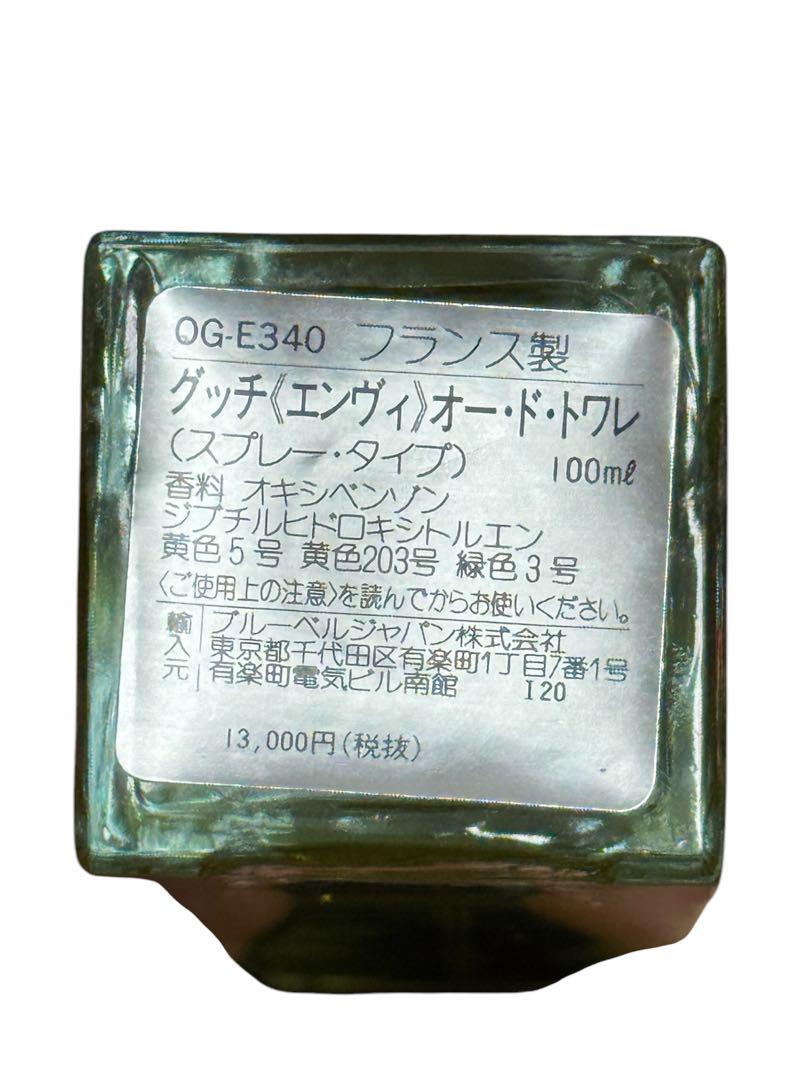 OG-E340 フランス製
グッチ《エンヴィ》オー・ド・トワレ
(スプレー・タイプ) 100ml
香料 オキシベンゾン
ジブチルヒドロキシトルエン
黄色5号 黄色203号 緑色3号
〈ご使用上の注意〉を読んでからお使いください。
輸入元 ブルーベルジャパン株式会社
東京都千代田区有楽町1丁目7番1号
有楽町電気ビル南館 I20
13,000円(税抜)